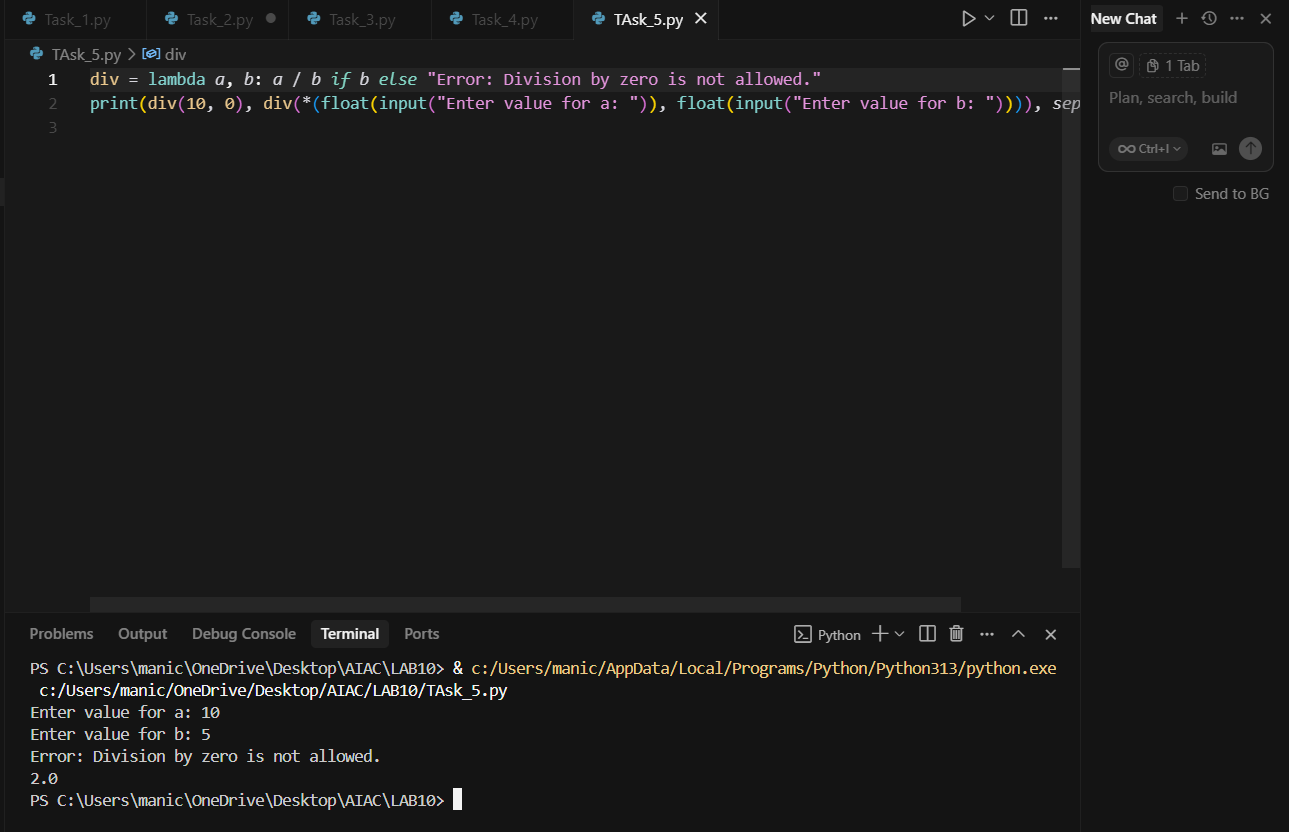 Task_1.py Task_2.py Task_3.py Task_4.py TAsk_5.py
New Chat
TAsk_5.py > div
@ 1 Tab
1 div = lambda a, b: a / b if b else "Error: Division by zero is not allowed."
2 print(div(10, 0), div(*(float(input("Enter value for a: ")), float(input("Enter value for b: ")))), sep
3
Plan, search, build
Ctrl+I
Send to BG
Problems Output Debug Console Terminal Ports
Python
PS C:\Users\manic\OneDrive\Desktop\AIAC\LAB10> & c:/Users/manic/AppData/Local/Programs/Python/Python313/python.exe
c:/Users/manic/OneDrive/Desktop/AIAC/LAB10/TAsk_5.py
Enter value for a: 10
Enter value for b: 5
Error: Division by zero is not allowed.
2.0
PS C:\Users\manic\OneDrive\Desktop\AIAC\LAB10>